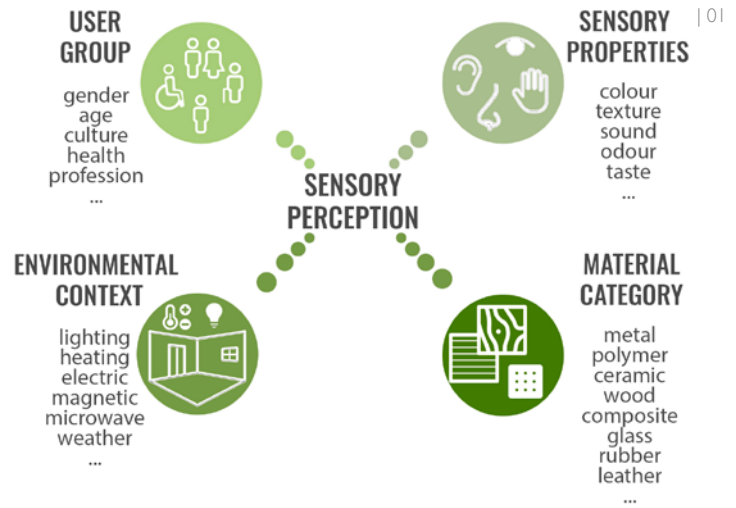 USER
GROUP
gender
age
culture
health
profession
...
SENSORY
PROPERTIES
| 01
colour
texture
sound
odour
taste
...
SENSORY
PERCEPTION
ENVIRONMENTAL
CONTEXT
lighting
heating
electric
magnetic
microwave
weather
...
MATERIAL
CATEGORY
metal
polymer
ceramic
wood
composite
glass
rubber
leather
...